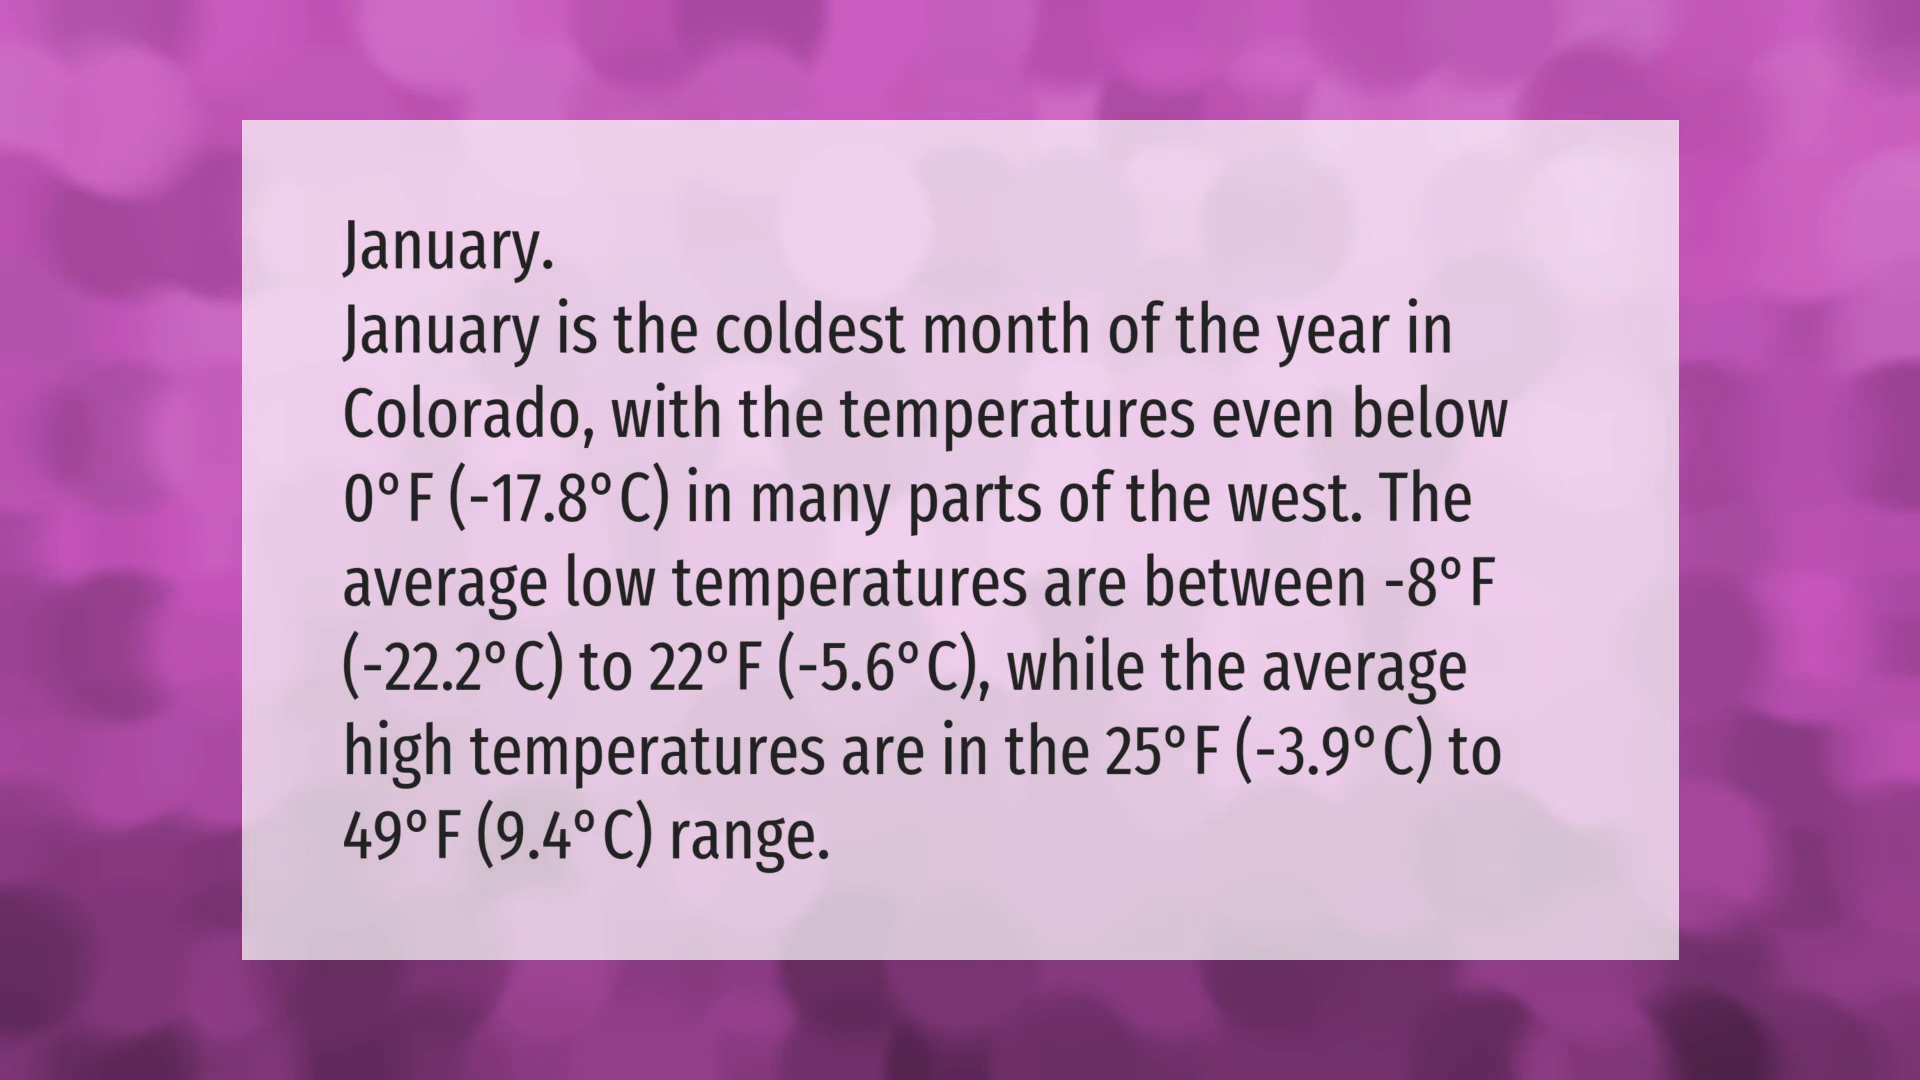 January.
January is the coldest month of the year in
Colorado, with the temperatures even below
0°F (-17.8°C) in many parts of the west. The
average low temperatures are between -8°F
(-22.2°C) to 22°F (-5.6°C), while the average
high temperatures are in the 25°F (-3.9°C) to
49°F (9.4°C) range.